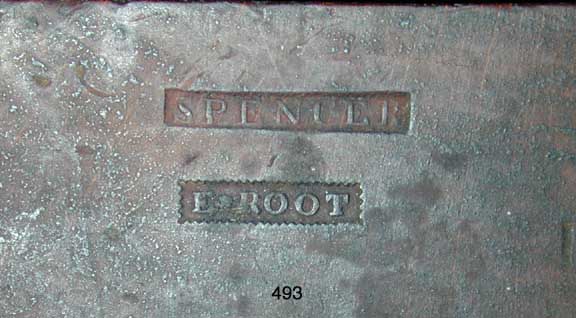 SPENCER
E * ROOT
493